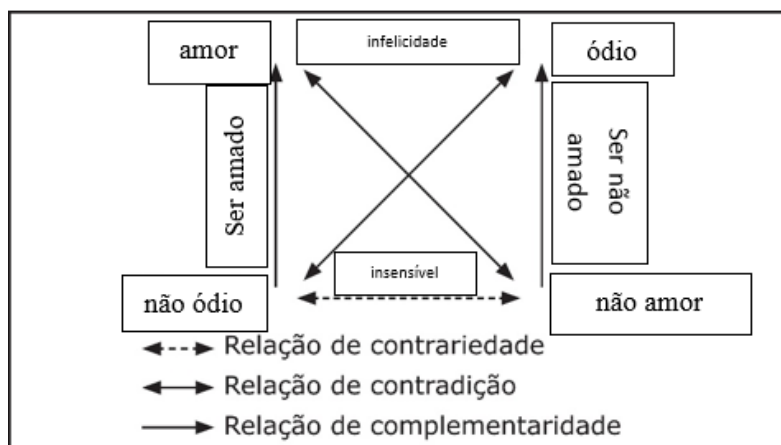 amor
infelicidade
ódio
Ser amado
Ser não
amado
não ódio
insensível
não amor
Relação de contrariedade
Relação de contradição
Relação de complementaridade